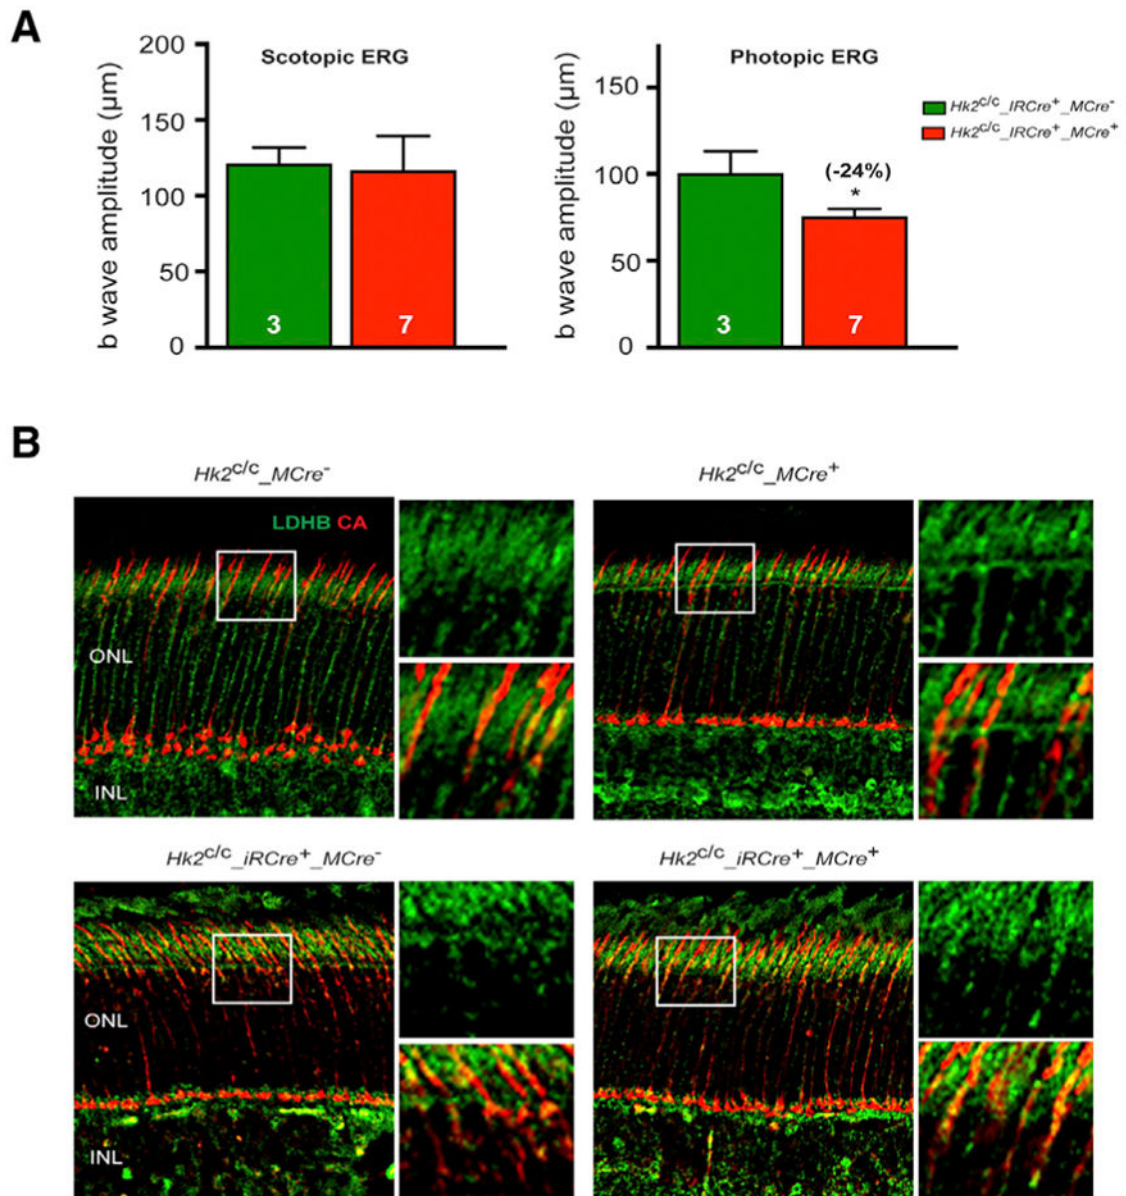 A
Scotopic ERG
b wave amplitude (µm)
200
150
100
50
0
3
7
Photopic ERG
b wave amplitude (µm)
150
100
50
0
(-24%)
*
3
7
Hk2c/c_IRCre+_MCre-
Hk2c/c_IRCre+_MCre+
B
Hk2c/c_MCre-
Hk2c/c_MCre+
LDHB CA
ONL
INL
Hk2c/c_iRCre+_MCre-
Hk2c/c_iRCre+_MCre+
ONL
INL